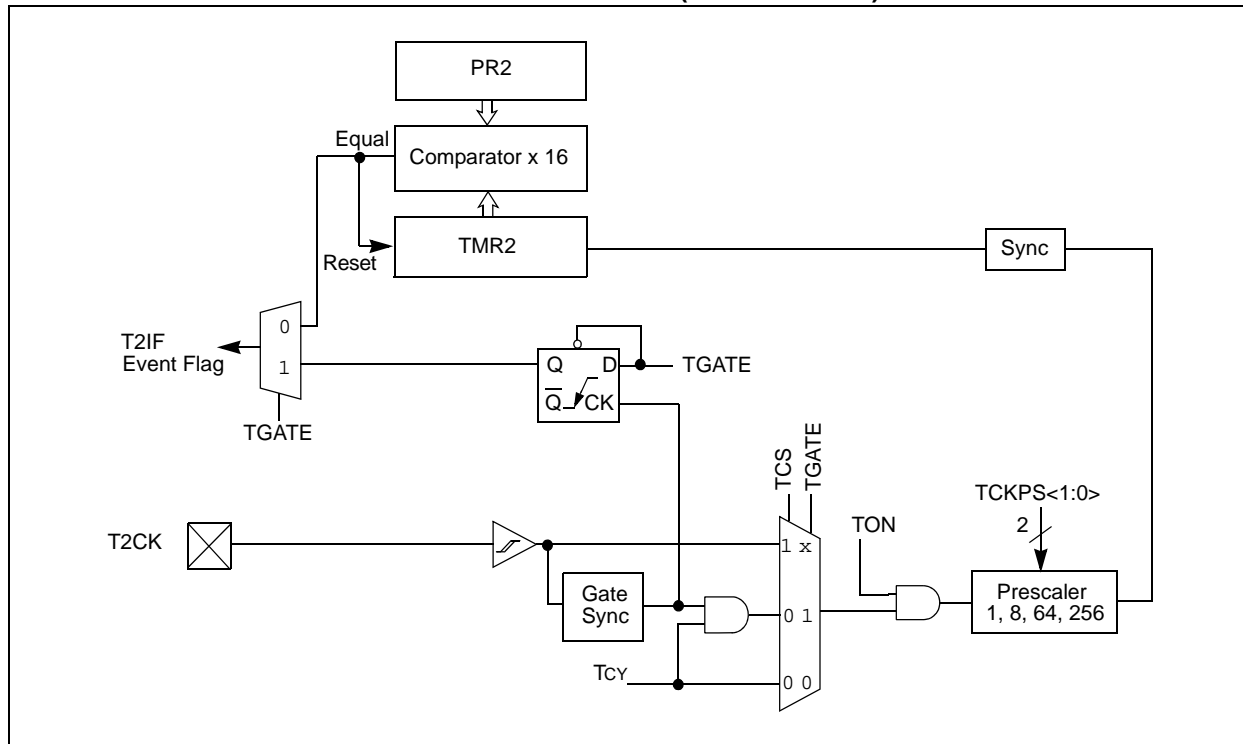 PR2
Equal
Comparator x 16
TMR2
Reset
Sync
0
T2IF
Event Flag
1
Q
D
TGATE
Q
CK
TGATE
TCS
TGATE
TCKPS<1:0>
2
TON
T2CK
1 x
Prescaler
1, 8, 64, 256
Gate
Sync
0 1
TCY
0 0